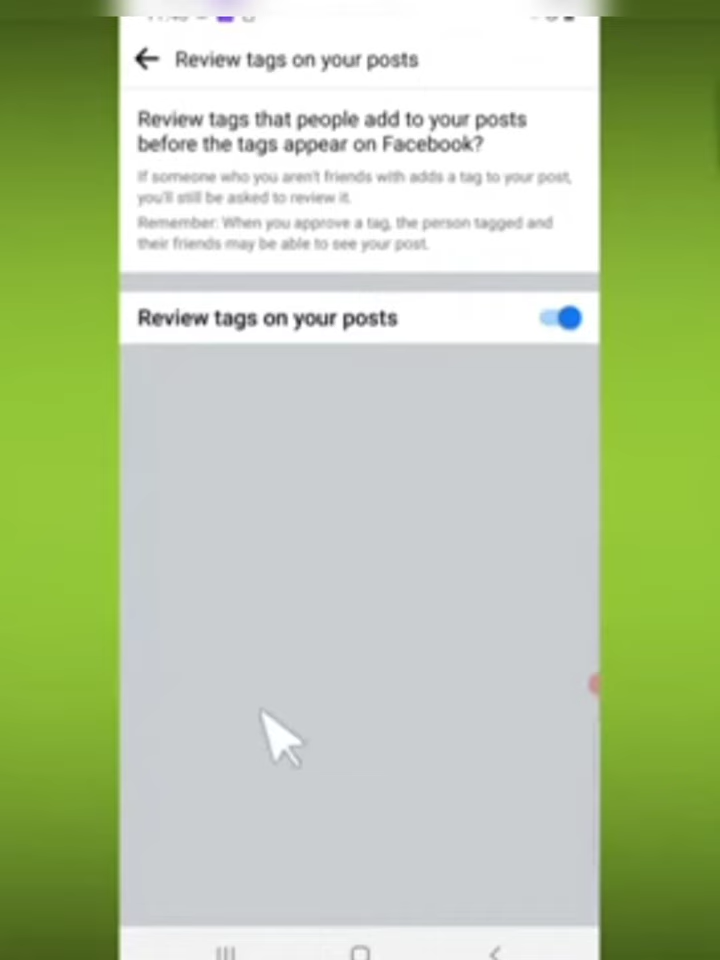 Review tags on your posts
Review tags that people add to your posts
before the tags appear on Facebook?
If someone who you aren't friends with adds a tag to your post,
you'll still be asked to review it.
Remember: When you approve a tag, the person tagged and
their friends may be able to see your post.
Review tags on your posts